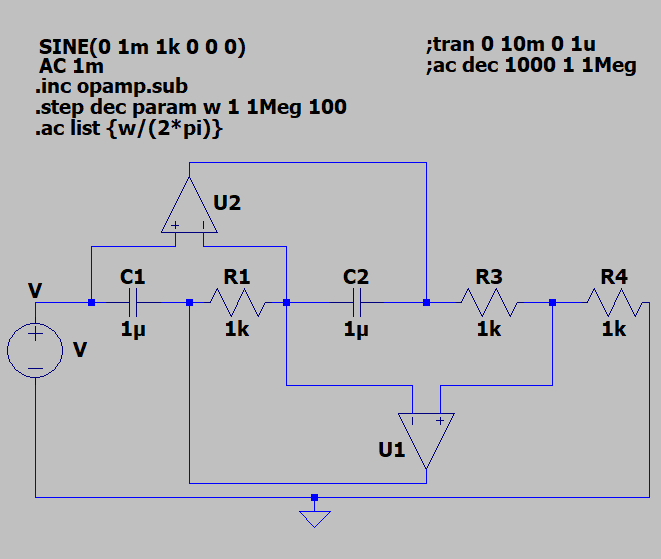 SINE(0 1m 1k 0 0 0)
AC 1m
.inc opamp.sub
.step dec param w 1 1Meg 100
.ac list {w/(2*pi)}
;tran 0 10m 0 1u
;ac dec 1000 1 1Meg
U2
V
C1
R1
C2
R3
R4
1µ
1k
1µ
1k
1k
V
U1